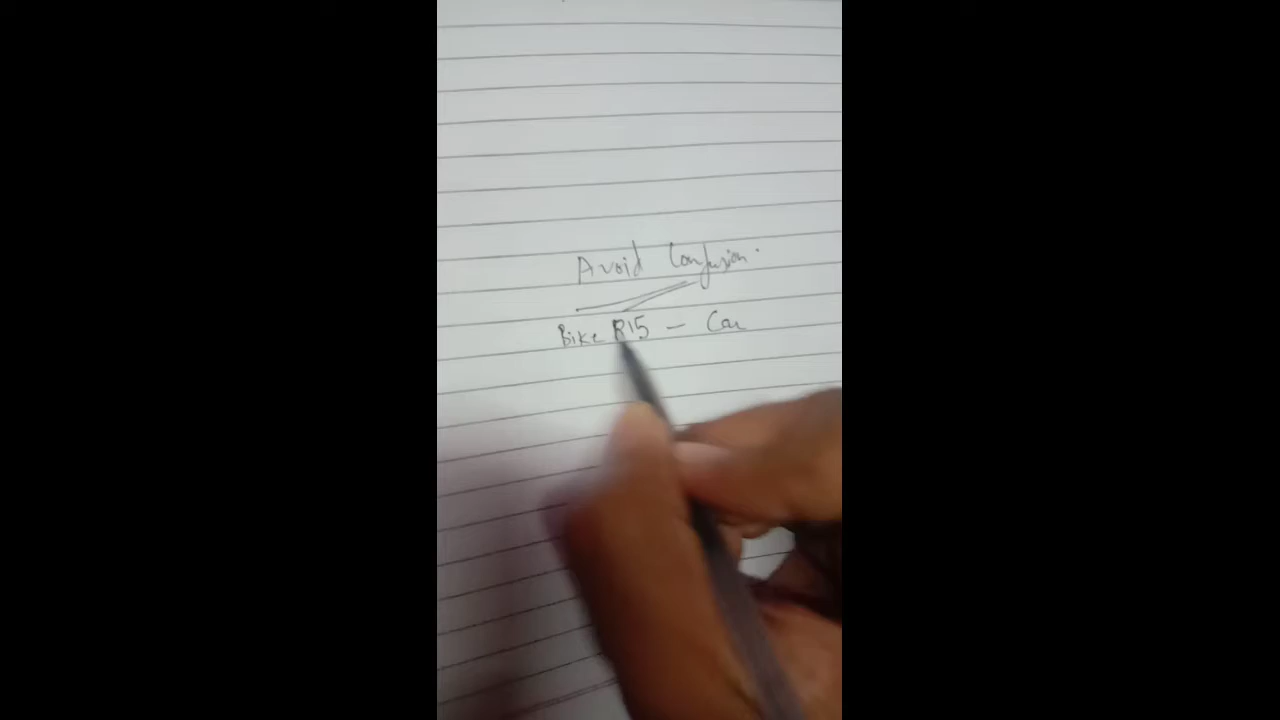 Avoid Confusion.
Bike R15 – Car